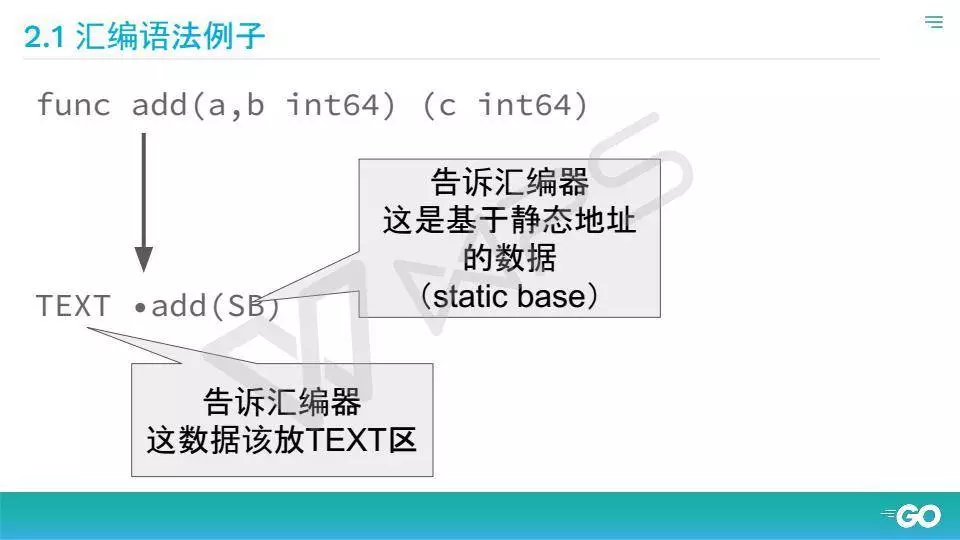 2.1 汇编语法例子
func add(a,b int64) (c int64)
告诉汇编器
这是基于静态地址
的数据
（static base）
TEXT •add(SB)
告诉汇编器
这数据该放TEXT区
GO